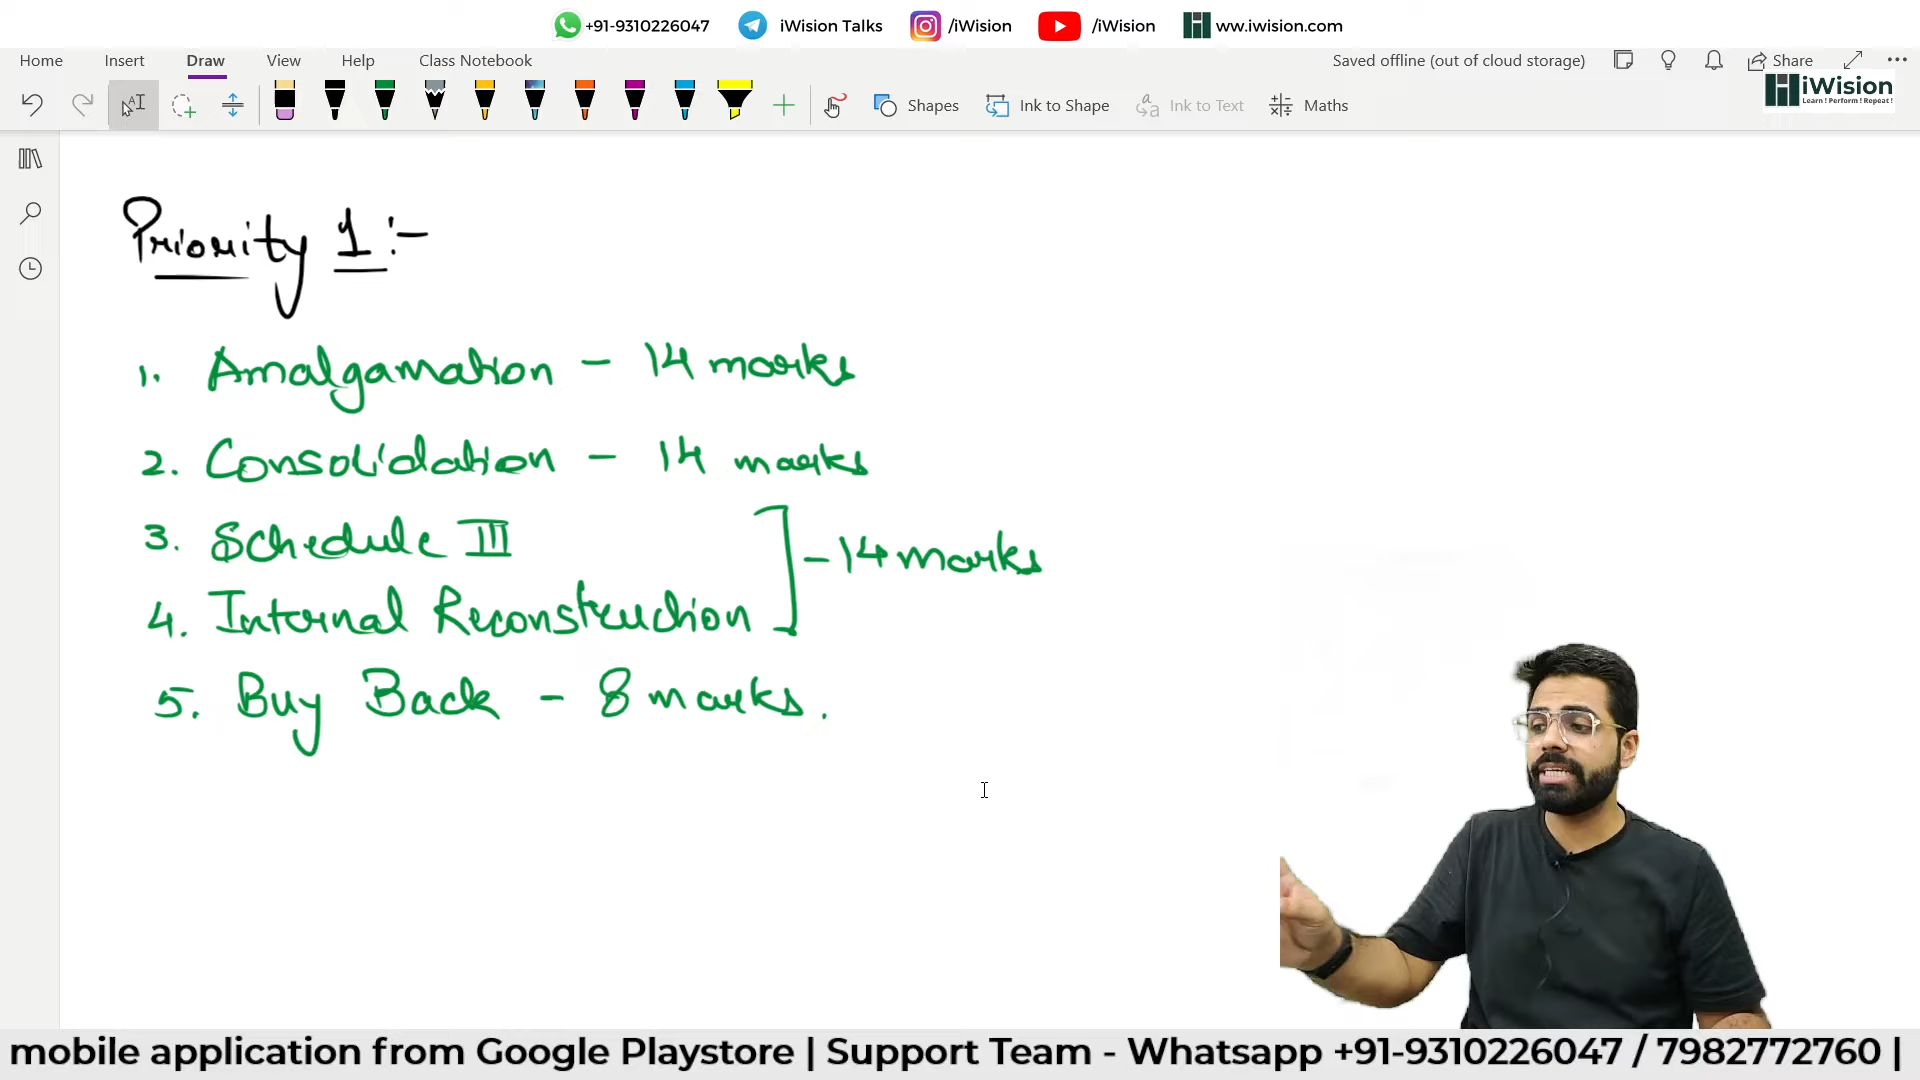 +91-9310226047 iWision Talks /iWision /iWision ww.iwision.com
Home Insert Draw View Help Class Notebook Saved offline (out of cloud storage) Share
Shapes Ink to Shape Ink to Text Maths
iWision
Learn ! Perform ! Repeat !
Priority 1 :-
1. Amalgamation - 14 marks
2. Consolidation - 14 marks
3. Schedule III
- 14 marks
4. Internal Reconstruction
5. Buy Back - 8 marks.
mobile application from Google Playstore | Support Team - Whatsapp +91-9310226047 / 7982772760 |